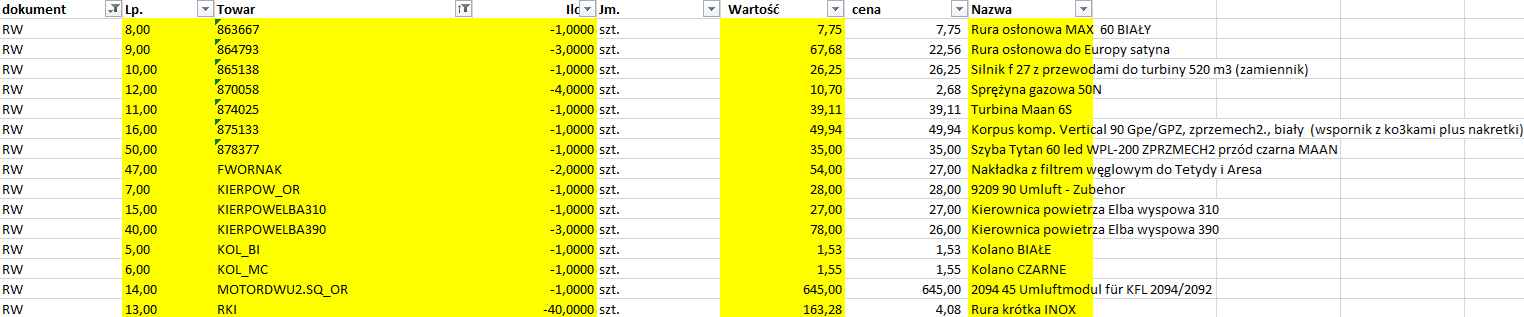 dokument Lp. Towar Ilo Jm. Wartość cena Nazwa
RW 8,00 863667 -1,0000 szt. 7,75 7,75 Rura osłonowa MAX  60 BIAŁY
RW 9,00 864793 -3,0000 szt. 67,68 22,56 Rura osłonowa do Europy satyna
RW 10,00 865138 -1,0000 szt. 26,25 26,25 Silnik f 27 z przewodami do turbiny 520 m3 (zamiennik)
RW 12,00 870058 -4,0000 szt. 10,70 2,68 Sprężyna gazowa 50N
RW 11,00 874025 -1,0000 szt. 39,11 39,11 Turbina Maan 6S
RW 16,00 875133 -1,0000 szt. 49,94 49,94 Korpus komp. Vertical 90 Gpe/GPZ, zprzemech2., biały  (wspornik z ko3kami plus nakretki)
RW 50,00 878377 -1,0000 szt. 35,00 35,00 Szyba Tytan 60 led WPL-200 ZPRZMECH2 przód czarna MAAN
RW 47,00 FWORNAK -2,0000 szt. 54,00 27,00 Nakładka z filtrem węglowym do Tetydy i Aresa
RW 7,00 KIERPOW_OR -1,0000 szt. 28,00 28,00 9209 90 Umluft - Zubehor
RW 15,00 KIERPOWELBA310 -1,0000 szt. 27,00 27,00 Kierownica powietrza Elba wyspowa 310
RW 40,00 KIERPOWELBA390 -3,0000 szt. 78,00 26,00 Kierownica powietrza Elba wyspowa 390
RW 5,00 KOL_BI -1,0000 szt. 1,53 1,53 Kolano BIAŁE
RW 6,00 KOL_MC -1,0000 szt. 1,55 1,55 Kolano CZARNE
RW 14,00 MOTORDWU2.SQ_OR -1,0000 szt. 645,00 645,00 2094 45 Umluftmodul für KFL 2094/2092
RW 13,00 RKI -40,0000 szt. 163,28 4,08 Rura krótka INOX